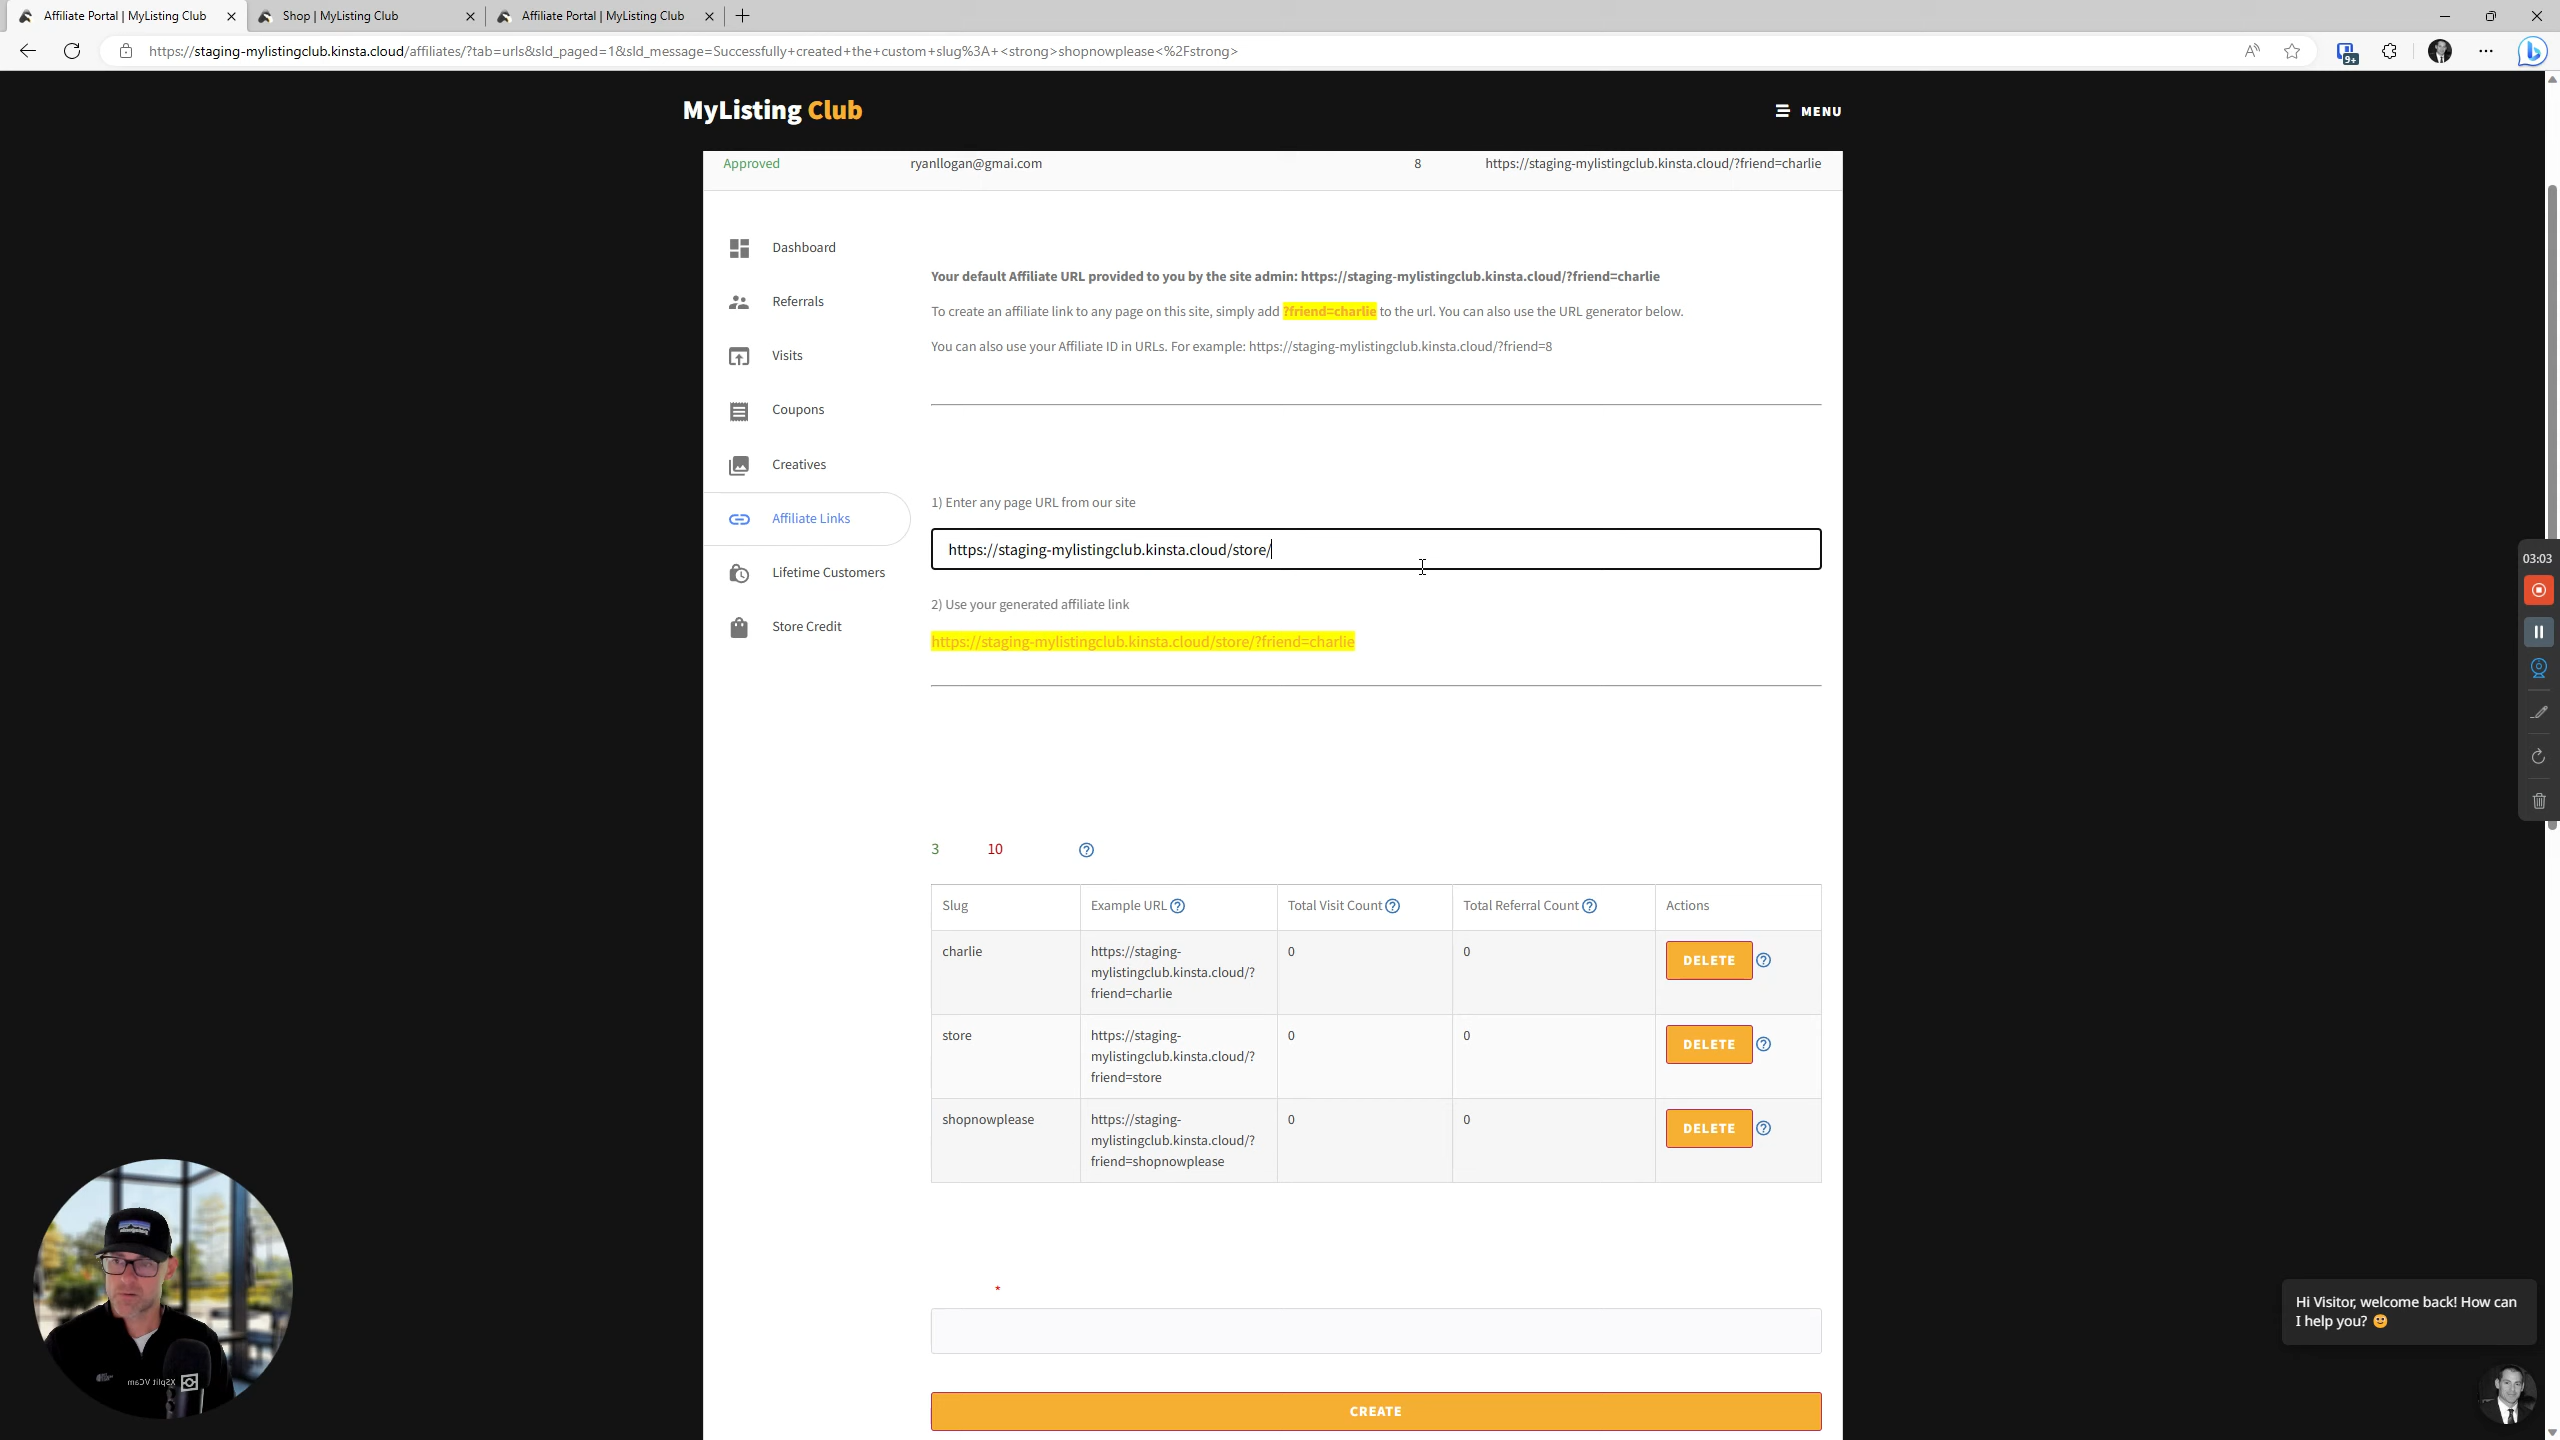 Affiliate Portal | MyListing Club
Shop | MyListing Club
Affiliate Portal | MyListing Club
https://staging-mylistingclub.kinsta.cloud/affiliates/?tab=urls&sld_paged=1&sld_message=Successfully+created+the+custom+slug%3A+<strong>shopnowplease<%2Fstrong>
9+
MyListing Club
MENU
Approved ryanllogan@gmai.com 8 https://staging-mylistingclub.kinsta.cloud/?friend=charlie
Dashboard
Referrals
Visits
Coupons
Creatives
Affiliate Links
Lifetime Customers
Store Credit
Your default Affiliate URL provided to you by the site admin: https://staging-mylistingclub.kinsta.cloud/?friend=charlie
To create an affiliate link to any page on this site, simply add ?friend=charlie to the url. You can also use the URL generator below.
You can also use your Affiliate ID in URLs. For example: https://staging-mylistingclub.kinsta.cloud/?friend=8
1) Enter any page URL from our site
https://staging-mylistingclub.kinsta.cloud/store/
2) Use your generated affiliate link
https://staging-mylistingclub.kinsta.cloud/store/?friend=charlie
3 10
Slug Example URL Total Visit Count Total Referral Count Actions
charlie https://staging- 0 0 DELETE
mylistingclub.kinsta.cloud/?
friend=charlie
store https://staging- 0 0 DELETE
mylistingclub.kinsta.cloud/?
friend=store
shopnowplease https://staging- 0 0 DELETE
mylistingclub.kinsta.cloud/?
friend=shopnowplease
*
CREATE
03:03
Hi Visitor, welcome back! How can
I help you?
XSplit VCam